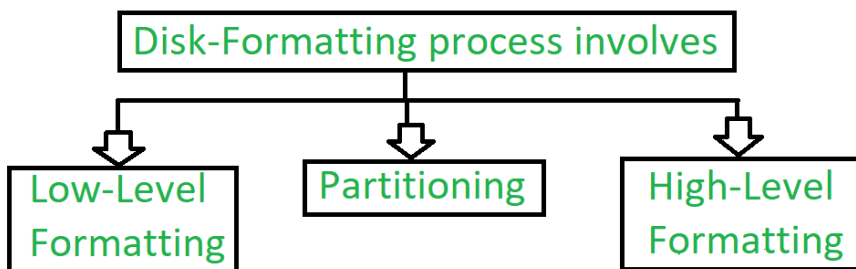 Disk-Formatting process involves
Low-Level
Formatting
Partitioning
High-Level
Formatting